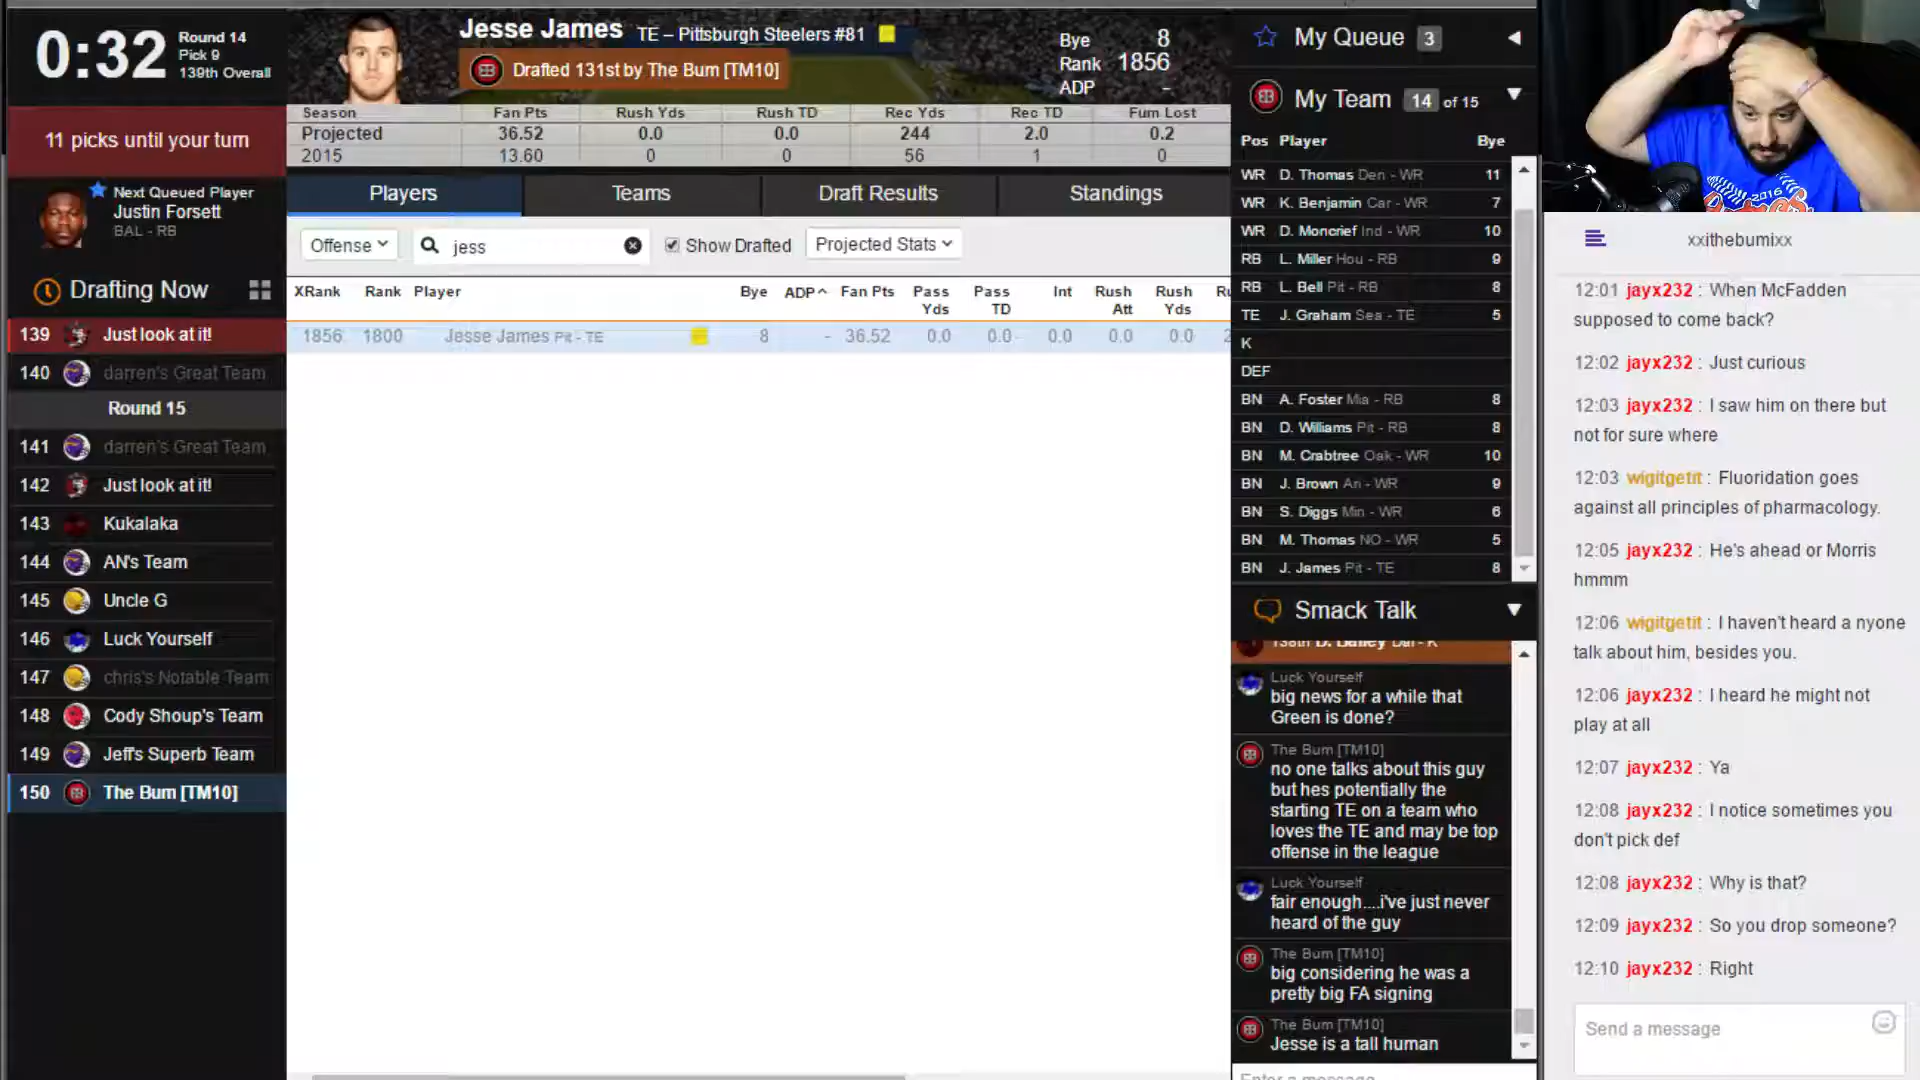 0:32
Round 14
Pick 9
139th Overall
11 picks until your turn
Next Queued Player
Justin Forsett
BAL - RB
Drafting Now
139 Just look at it!
140 darren's Great Team
Round 15
141 darren's Great Team
142 Just look at it!
143 Kukalaka
144 AN's Team
145 Uncle G
146 Luck Yourself
147 chris's Notable Team
148 Cody Shoup's Team
149 Jeff's Superb Team
150 The Bum [TM10]
Jesse James TE – Pittsburgh Steelers #81
Drafted 131st by The Bum [TM10]
Bye 8
Rank 1856
ADP -
Season Fan Pts Rush Yds Rush TD Rec Yds Rec TD Fum Lost
Projected 36.52 0.0 0.0 244 2.0 0.2
2015 13.60 0 0 56 1 0
Players Teams Draft Results Standings
Offense jess Show Drafted Projected Stats
XRank Rank Player Bye ADP Fan Pts Pass Yds Pass TD Int Rush Att Rush Yds
1856 1800 Jesse James Pit - TE 8 - 36.52 0.0 0.0 0.0 0.0 0.0
My Queue 3
My Team 14 of 15
Pos Player Bye
WR D. Thomas Den - WR 11
WR K. Benjamin Car - WR 7
WR D. Moncrief Ind - WR 10
RB L. Miller Hou - RB 9
RB L. Bell Pit - RB 8
TE J. Graham Sea - TE 5
K
DEF
BN A. Foster Mia - RB 8
BN D. Williams Pit - RB 8
BN M. Crabtree Oak - WR 10
BN J. Brown Ari - WR 9
BN S. Diggs Min - WR 6
BN M. Thomas NO - WR 5
BN J. James Pit - TE 8
Smack Talk
138th D. Bailey Dal - K
Luck Yourself
big news for a while that
Green is done?
The Bum [TM10]
no one talks about this guy
but hes potentially the
starting TE on a team who
loves the TE and may be top
offense in the league
Luck Yourself
fair enough....i've just never
heard of the guy
The Bum [TM10]
big considering he was a
pretty big FA signing
The Bum [TM10]
Jesse is a tall human
Enter a message
2016
xxithebumixx
12:01 jayx232 : When McFadden
supposed to come back?
12:02 jayx232 : Just curious
12:03 jayx232 : I saw him on there but
not for sure where
12:03 wigitgetit : Fluoridation goes
against all principles of pharmacology.
12:05 jayx232 : He's ahead or Morris
hmmm
12:06 wigitgetit : I haven't heard a nyone
talk about him, besides you.
12:06 jayx232 : I heard he might not
play at all
12:07 jayx232 : Ya
12:08 jayx232 : I notice sometimes you
don't pick def
12:08 jayx232 : Why is that?
12:09 jayx232 : So you drop someone?
12:10 jayx232 : Right
Send a message